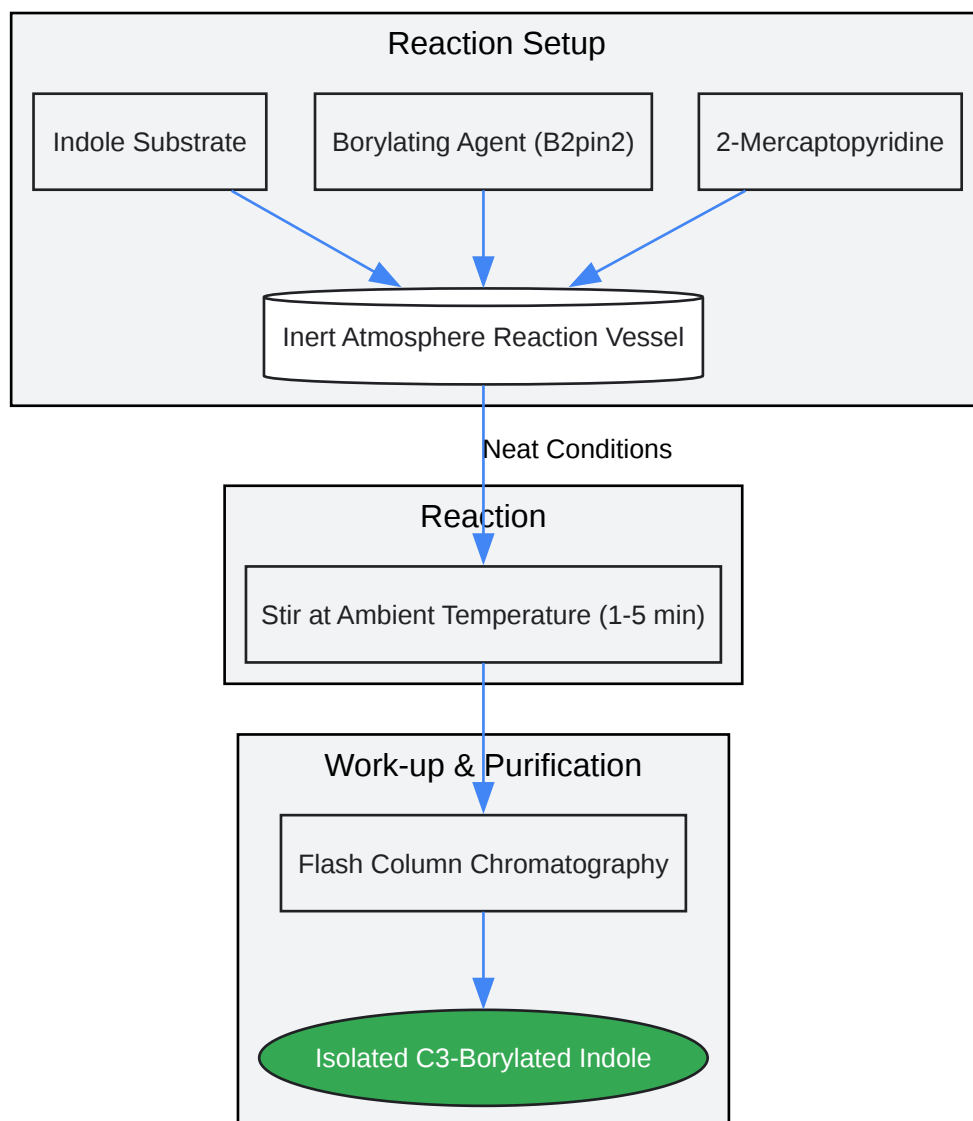 Reaction Setup
Indole Substrate
Borylating Agent (B2pin2)
2-Mercaptopyridine
Inert Atmosphere Reaction Vessel
Neat Conditions
Reaction
Stir at Ambient Temperature (1-5 min)
Work-up & Purification
Flash Column Chromatography
Isolated C3-Borylated Indole